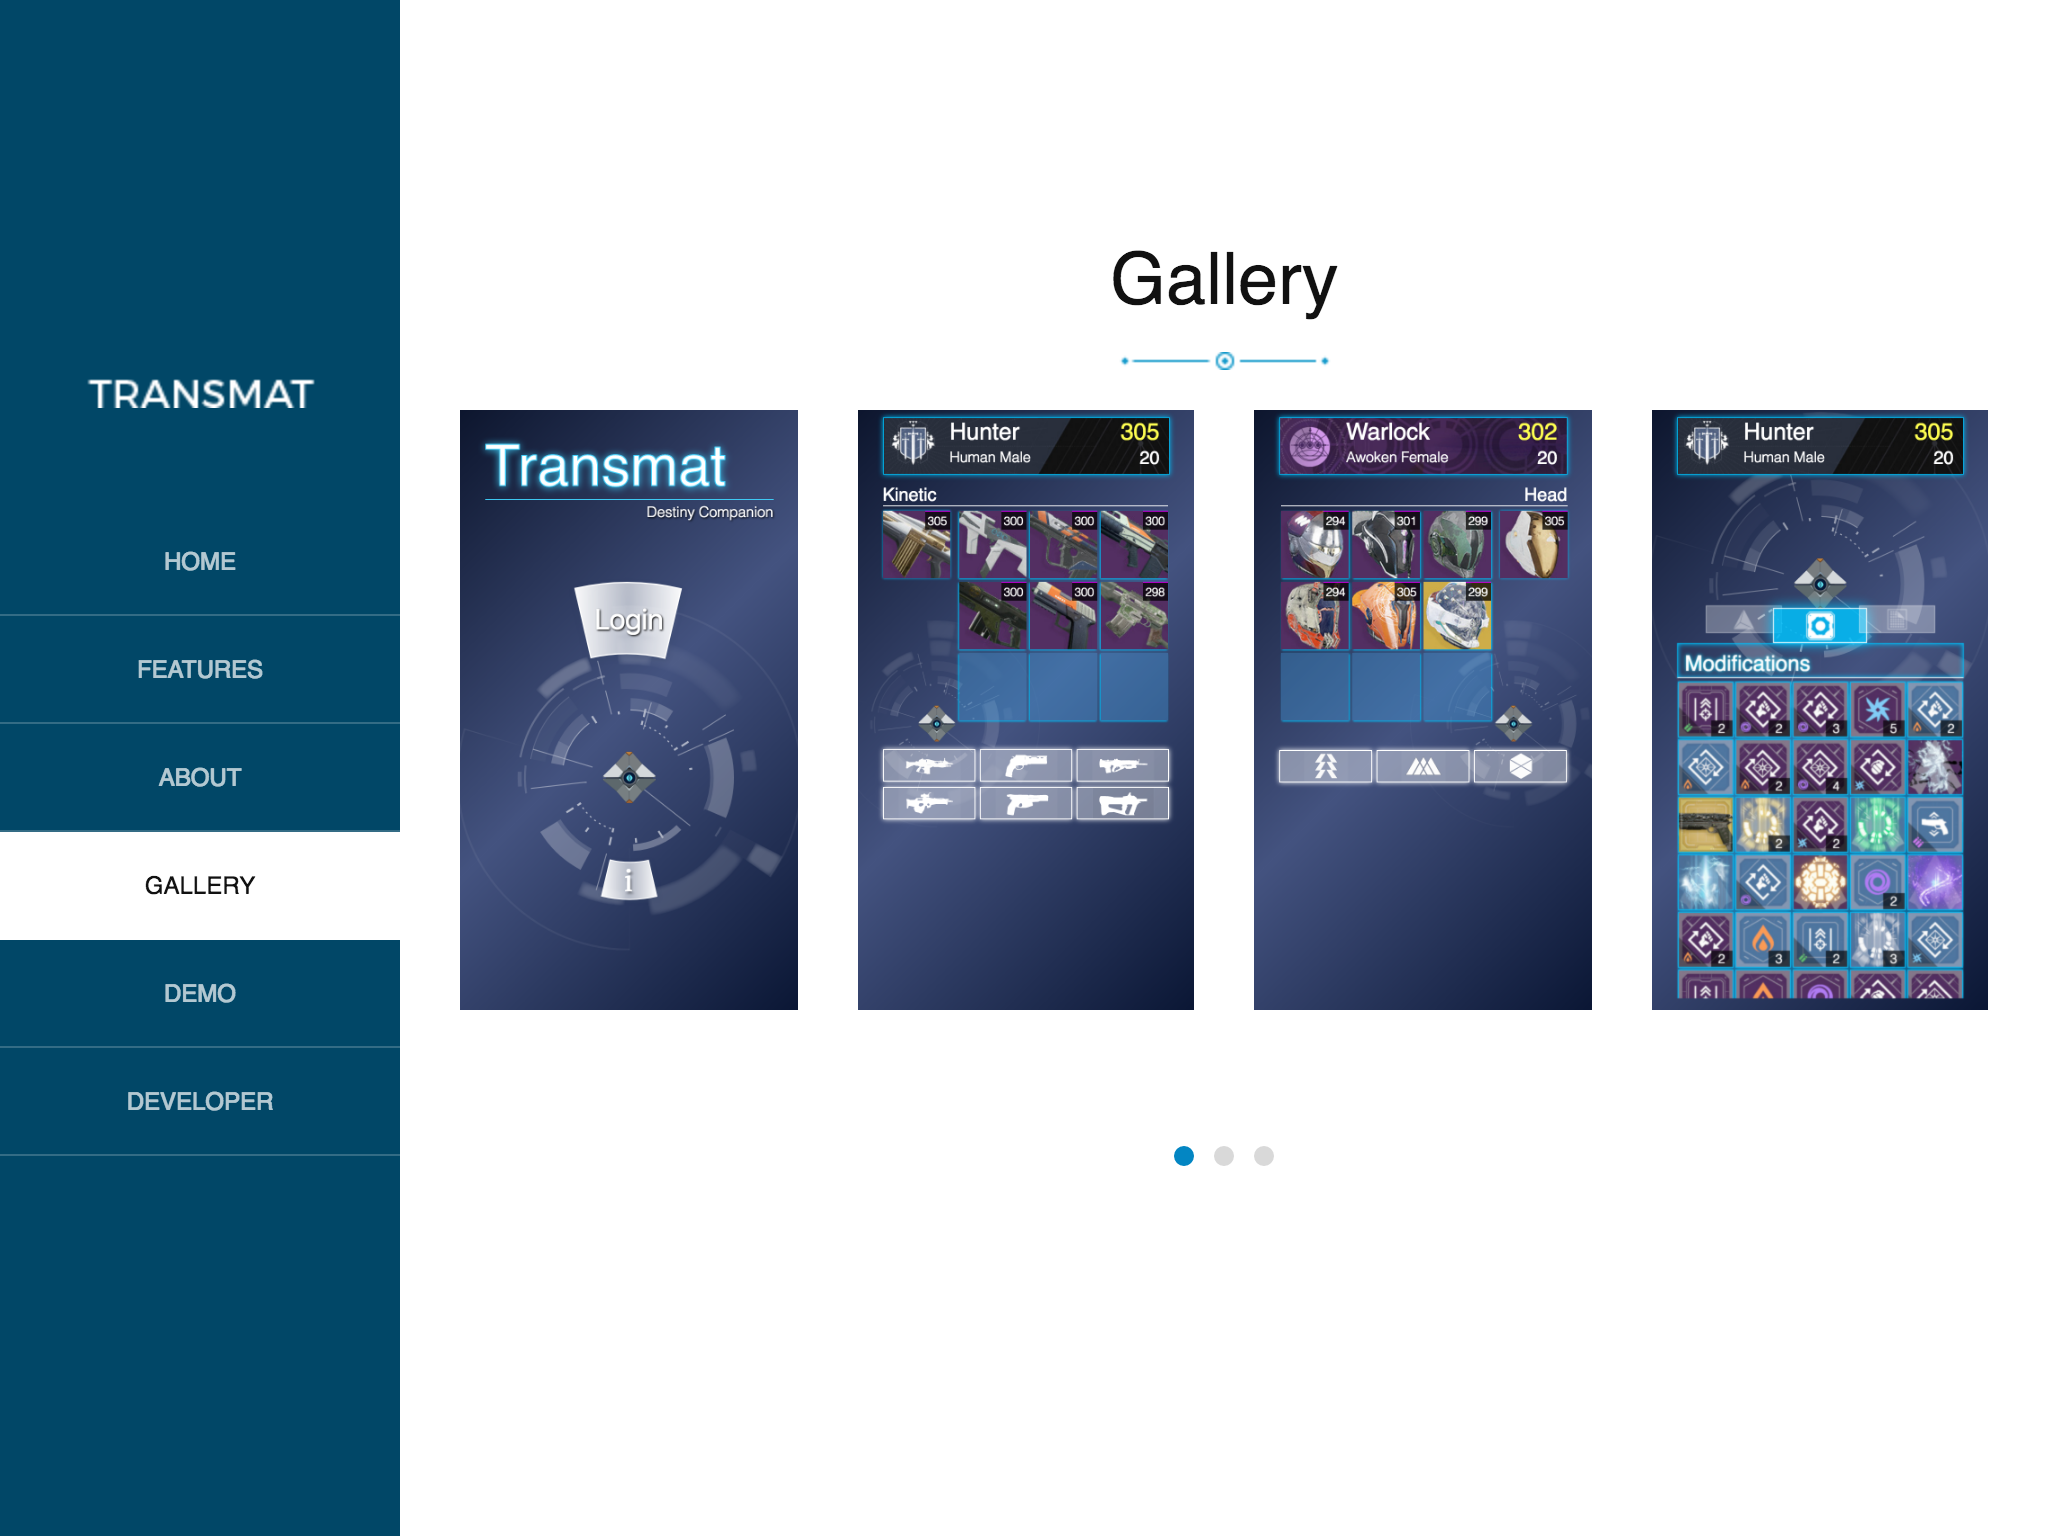 TRANSMAT
HOME
FEATURES
ABOUT
GALLERY
DEMO
DEVELOPER
Gallery
Transmat
Destiny Companion
Login
i
Hunter 305
Human Male 20
Kinetic
305 300 300 300
300 300 298
Warlock 302
Awoken Female 20
Head
294 301 299 305
294 305 299
Hunter 305
Human Male 20
Modifications
2 2 3 5 2
2 4
2 2
2
2 3 2 3